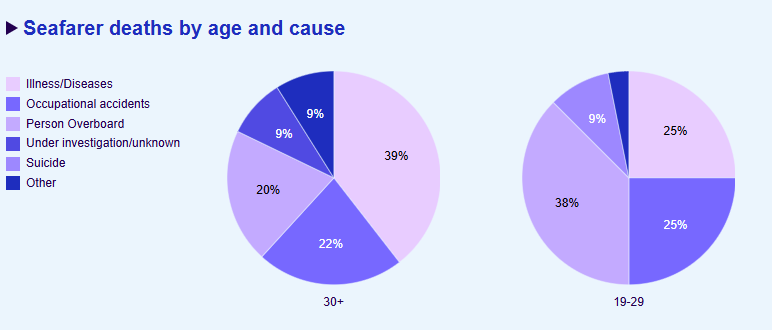 Seafarer deaths by age and cause
Illness/Diseases
Occupational accidents
Person Overboard
Under investigation/unknown
Suicide
Other
9%
9%
39%
20%
22%
30+
9%
25%
38%
25%
19-29